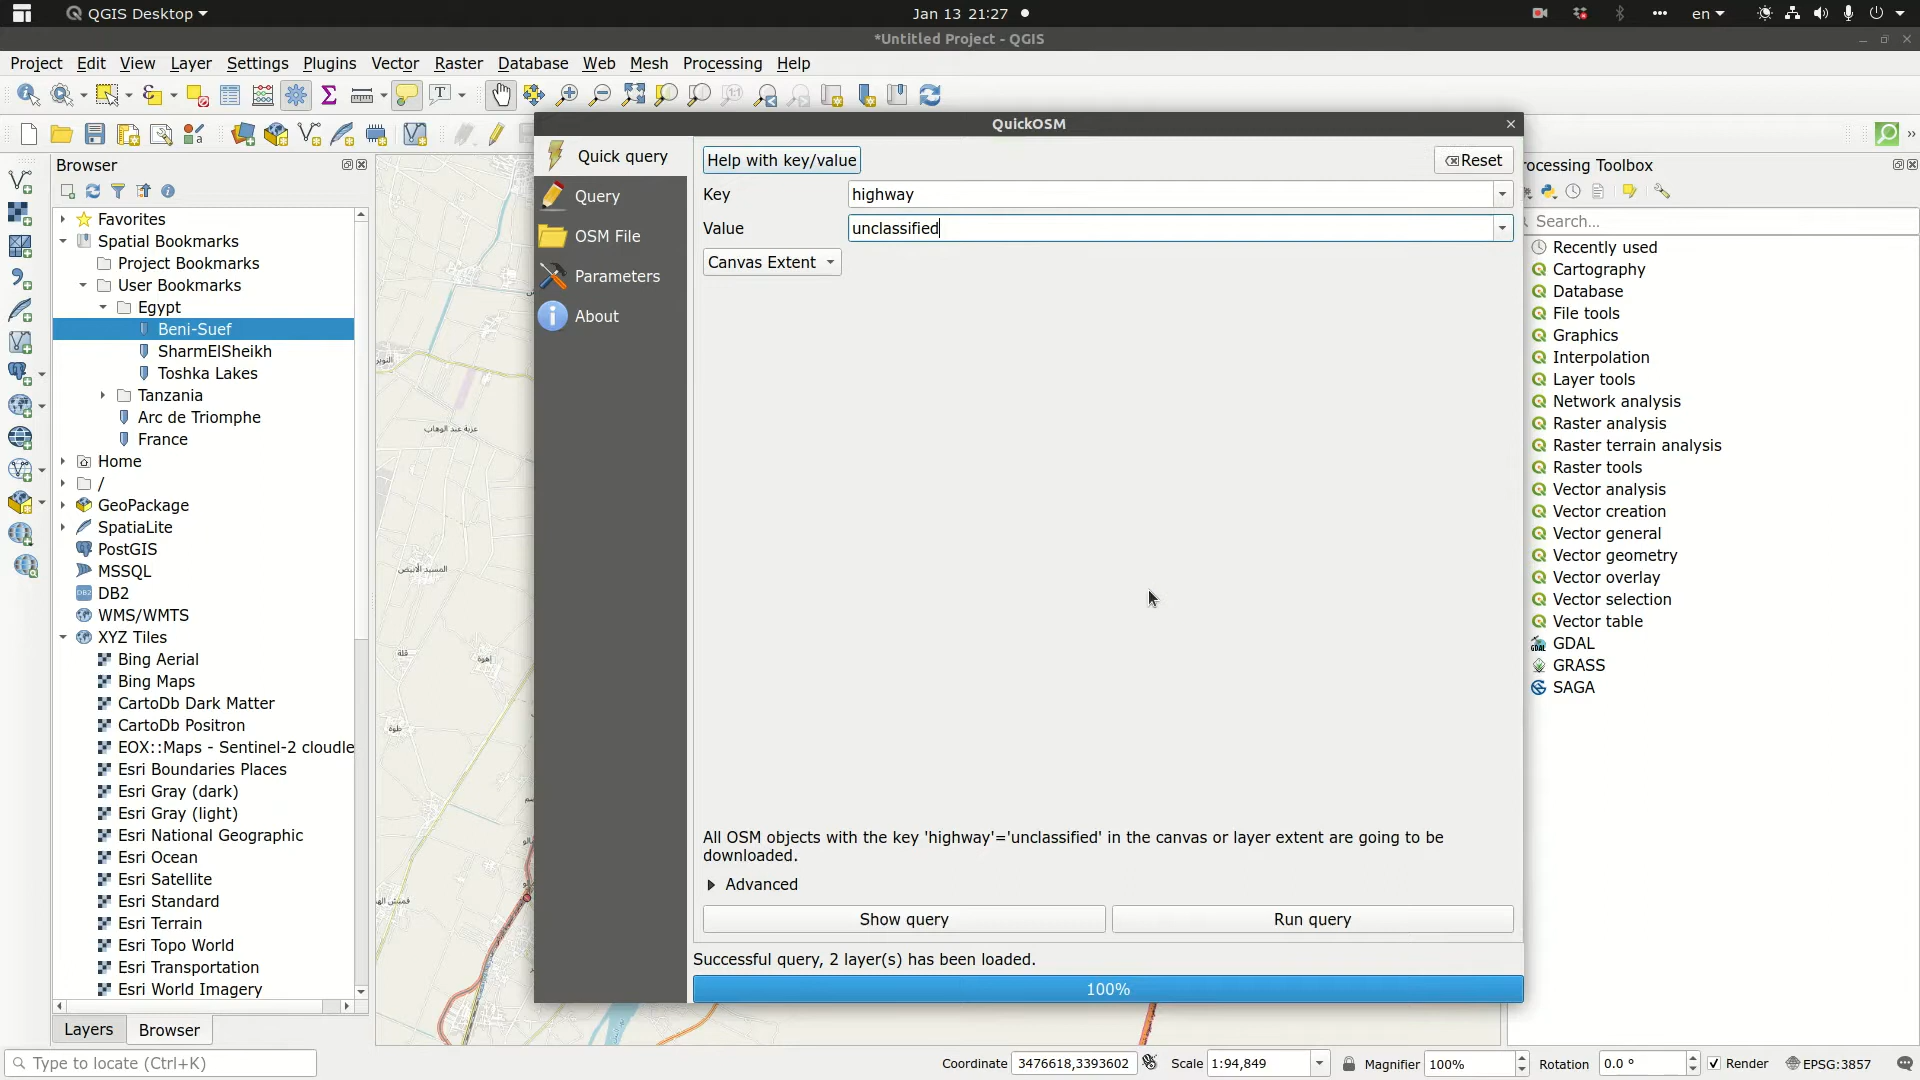 QGIS Desktop
Jan 13 21:27
en
*Untitled Project - QGIS
Project Edit View Layer Settings Plugins Vector Raster Database Web Mesh Processing Help
Browser
Favorites
Spatial Bookmarks
Project Bookmarks
User Bookmarks
Egypt
Beni-Suef
SharmElSheikh
Toshka Lakes
Tanzania
Arc de Triomphe
France
Home
/
GeoPackage
SpatiaLite
PostGIS
MSSQL
DB2
WMS/WMTS
XYZ Tiles
Bing Aerial
Bing Maps
CartoDb Dark Matter
CartoDb Positron
EOX::Maps - Sentinel-2 cloudle
Esri Boundaries Places
Esri Gray (dark)
Esri Gray (light)
Esri National Geographic
Esri Ocean
Esri Satellite
Esri Standard
Esri Terrain
Esri Topo World
Esri Transportation
Esri World Imagery
Layers
Browser
عزبة عبد الوهاب
المسيد الأبيض
قلة
إهوة
طوة
QuickOSM
Quick query
Query
OSM File
Parameters
About
Help with key/value
Reset
Key
highway
Value
unclassified
Canvas Extent
All OSM objects with the key 'highway'='unclassified' in the canvas or layer extent are going to be
downloaded.
Advanced
Show query
Run query
Successful query, 2 layer(s) has been loaded.
100%
rocessing Toolbox
Search...
Recently used
Cartography
Database
File tools
Graphics
Interpolation
Layer tools
Network analysis
Raster analysis
Raster terrain analysis
Raster tools
Vector analysis
Vector creation
Vector general
Vector geometry
Vector overlay
Vector selection
Vector table
GDAL
GRASS
SAGA
Type to locate (Ctrl+K)
Coordinate 3476618,3393602
Scale 1:94,849
Magnifier 100%
Rotation 0.0 °
Render
EPSG:3857